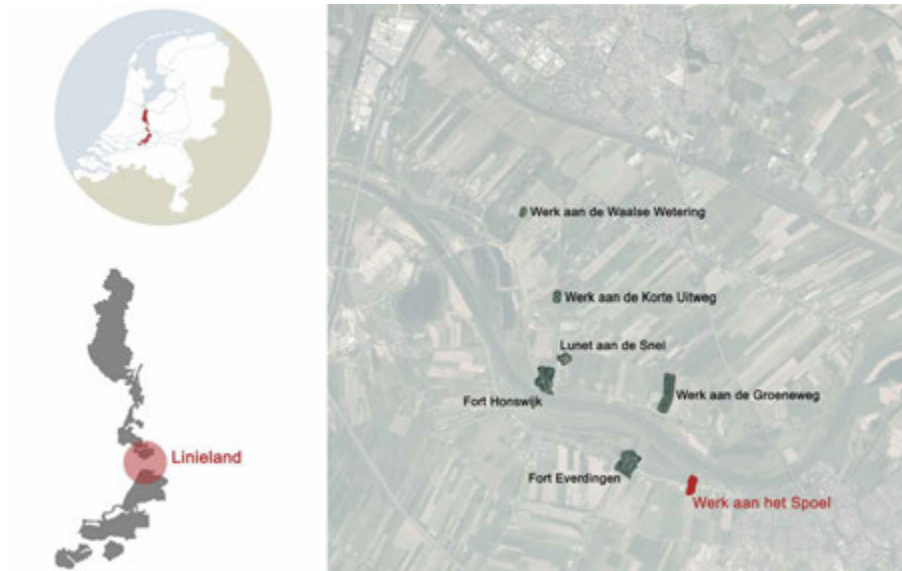 Werk aan de Waalse Wetering
Werk aan de Korte Uitweg
Lunet aan de Snel
Fort Honswijk
Werk aan de Groeneweg
Linieland
Fort Everdingen
Werk aan het Spoel